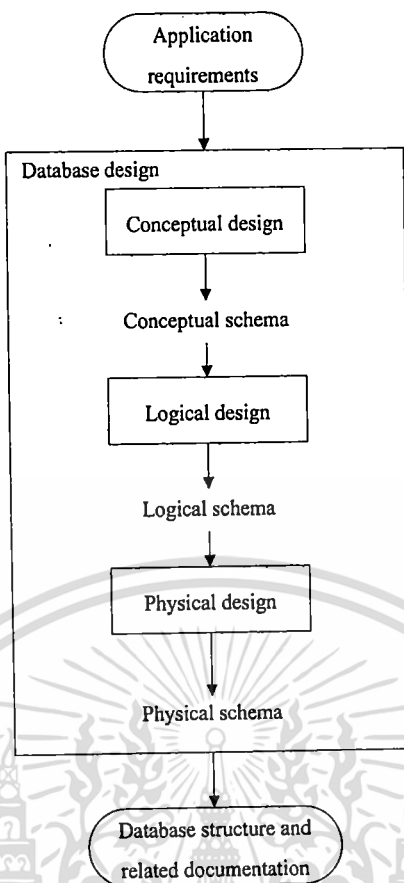 Application
requirements
Database design
Conceptual design
Conceptual schema
Logical design
Logical schema
Physical design
Physical schema
Database structure and
related documentation